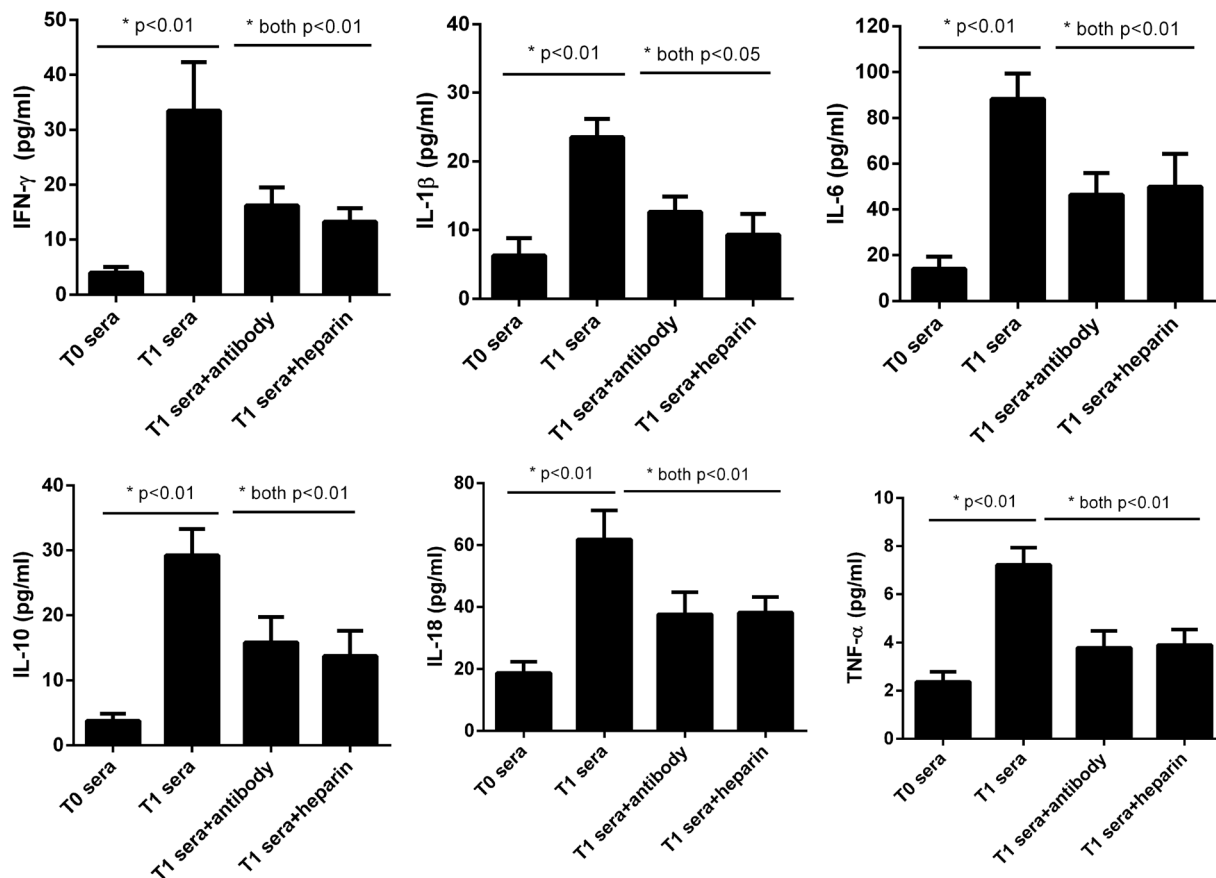 * p<0.01
* both p<0.01
IFN-γ (pg/ml)
50
40
30
20
10
0
T0 sera
T1 sera
T1 sera+antibody
T1 sera+heparin
* p<0.01
* both p<0.05
IL-1β (pg/ml)
40
30
20
10
0
T0 sera
T1 sera
T1 sera+antibody
T1 sera+heparin
* p<0.01
* both p<0.01
IL-6 (pg/ml)
120
100
80
60
40
20
0
T0 sera
T1 sera
T1 sera+antibody
T1 sera+heparin
* p<0.01
* both p<0.01
IL-10 (pg/ml)
40
30
20
10
0
T0 sera
T1 sera
T1 sera+antibody
T1 sera+heparin
* p<0.01
* both p<0.01
IL-18 (pg/ml)
80
60
40
20
0
T0 sera
T1 sera
T1 sera+antibody
T1 sera+heparin
* p<0.01
* both p<0.01
TNF-α (pg/ml)
10
8
6
4
2
0
T0 sera
T1 sera
T1 sera+antibody
T1 sera+heparin